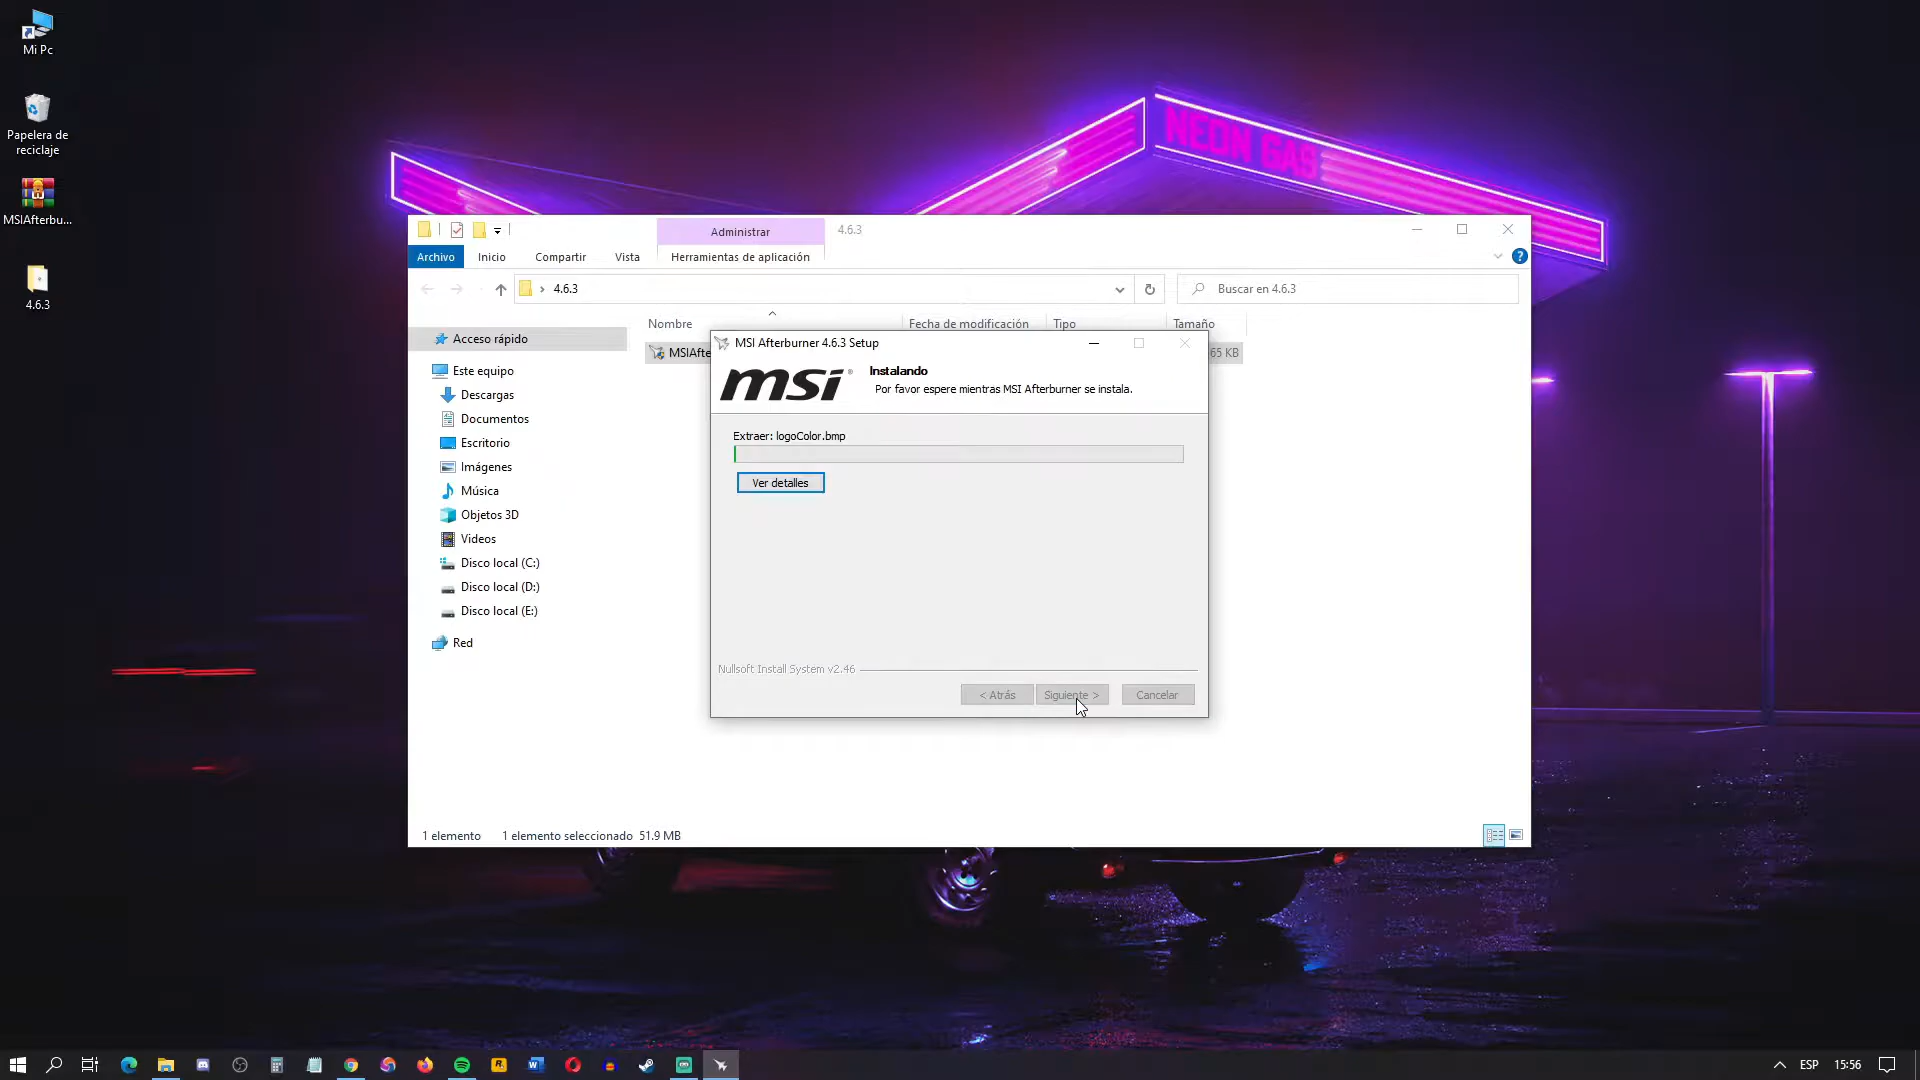 Mi Pc
Papelera de
reciclaje
MSIAfterbu...
4.6.3
NEON GAS
Administrar
4.6.3
Archivo
Inicio
Compartir
Vista
Herramientas de aplicación
4.6.3
Buscar en 4.6.3
Nombre
Fecha de modificación
Tipo
Tamaño
MSIAfte
65 KB
Acceso rápido
Este equipo
Descargas
Documentos
Escritorio
Imágenes
Música
Objetos 3D
Videos
Disco local (C:)
Disco local (D:)
Disco local (E:)
Red
MSI Afterburner 4.6.3 Setup
msi
Instalando
Por favor espere mientras MSI Afterburner se instala.
Extraer: logoColor.bmp
Ver detalles
Nullsoft Install System v2.46
< Atrás
Siguiente >
Cancelar
1 elemento
1 elemento seleccionado 51.9 MB
ESP
15:56